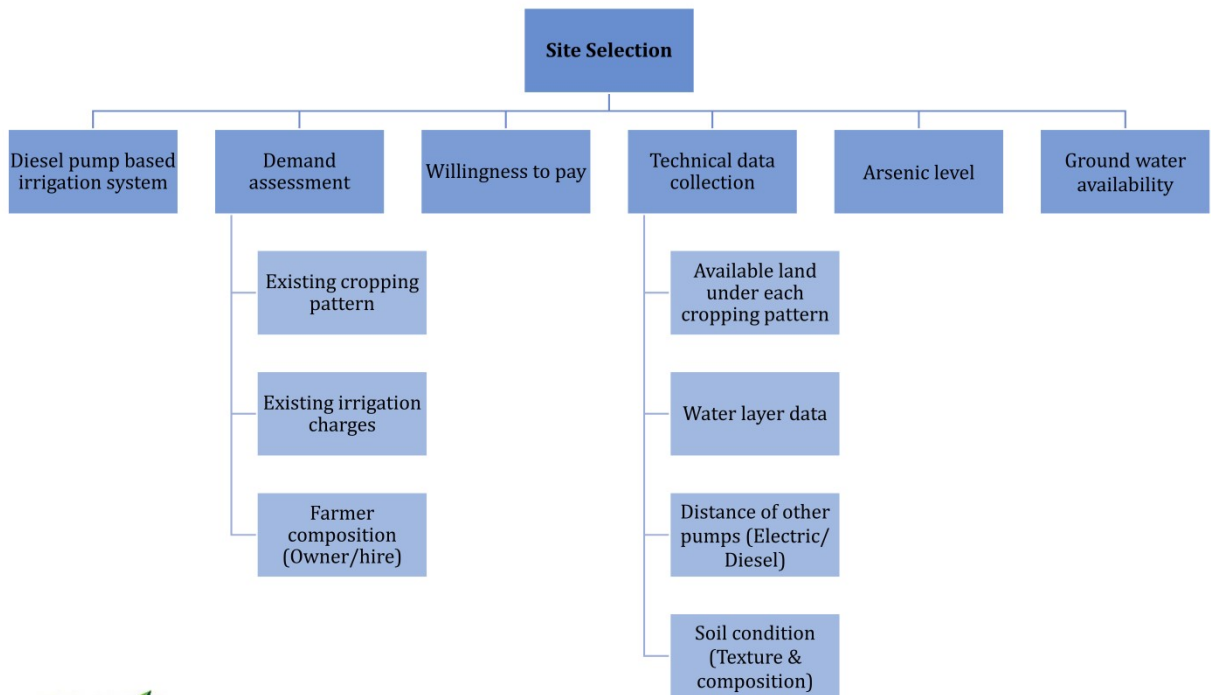 Site Selection
Diesel pump based
irrigation system
Demand
assessment
Willingness to pay
Technical data
collection
Arsenic level
Ground water
availability
Existing cropping
pattern
Existing irrigation
charges
Farmer
composition
(Owner/hire)
Available land
under each
cropping pattern
Water layer data
Distance of other
pumps (Electric/
Diesel)
Soil condition
(Texture &
composition)